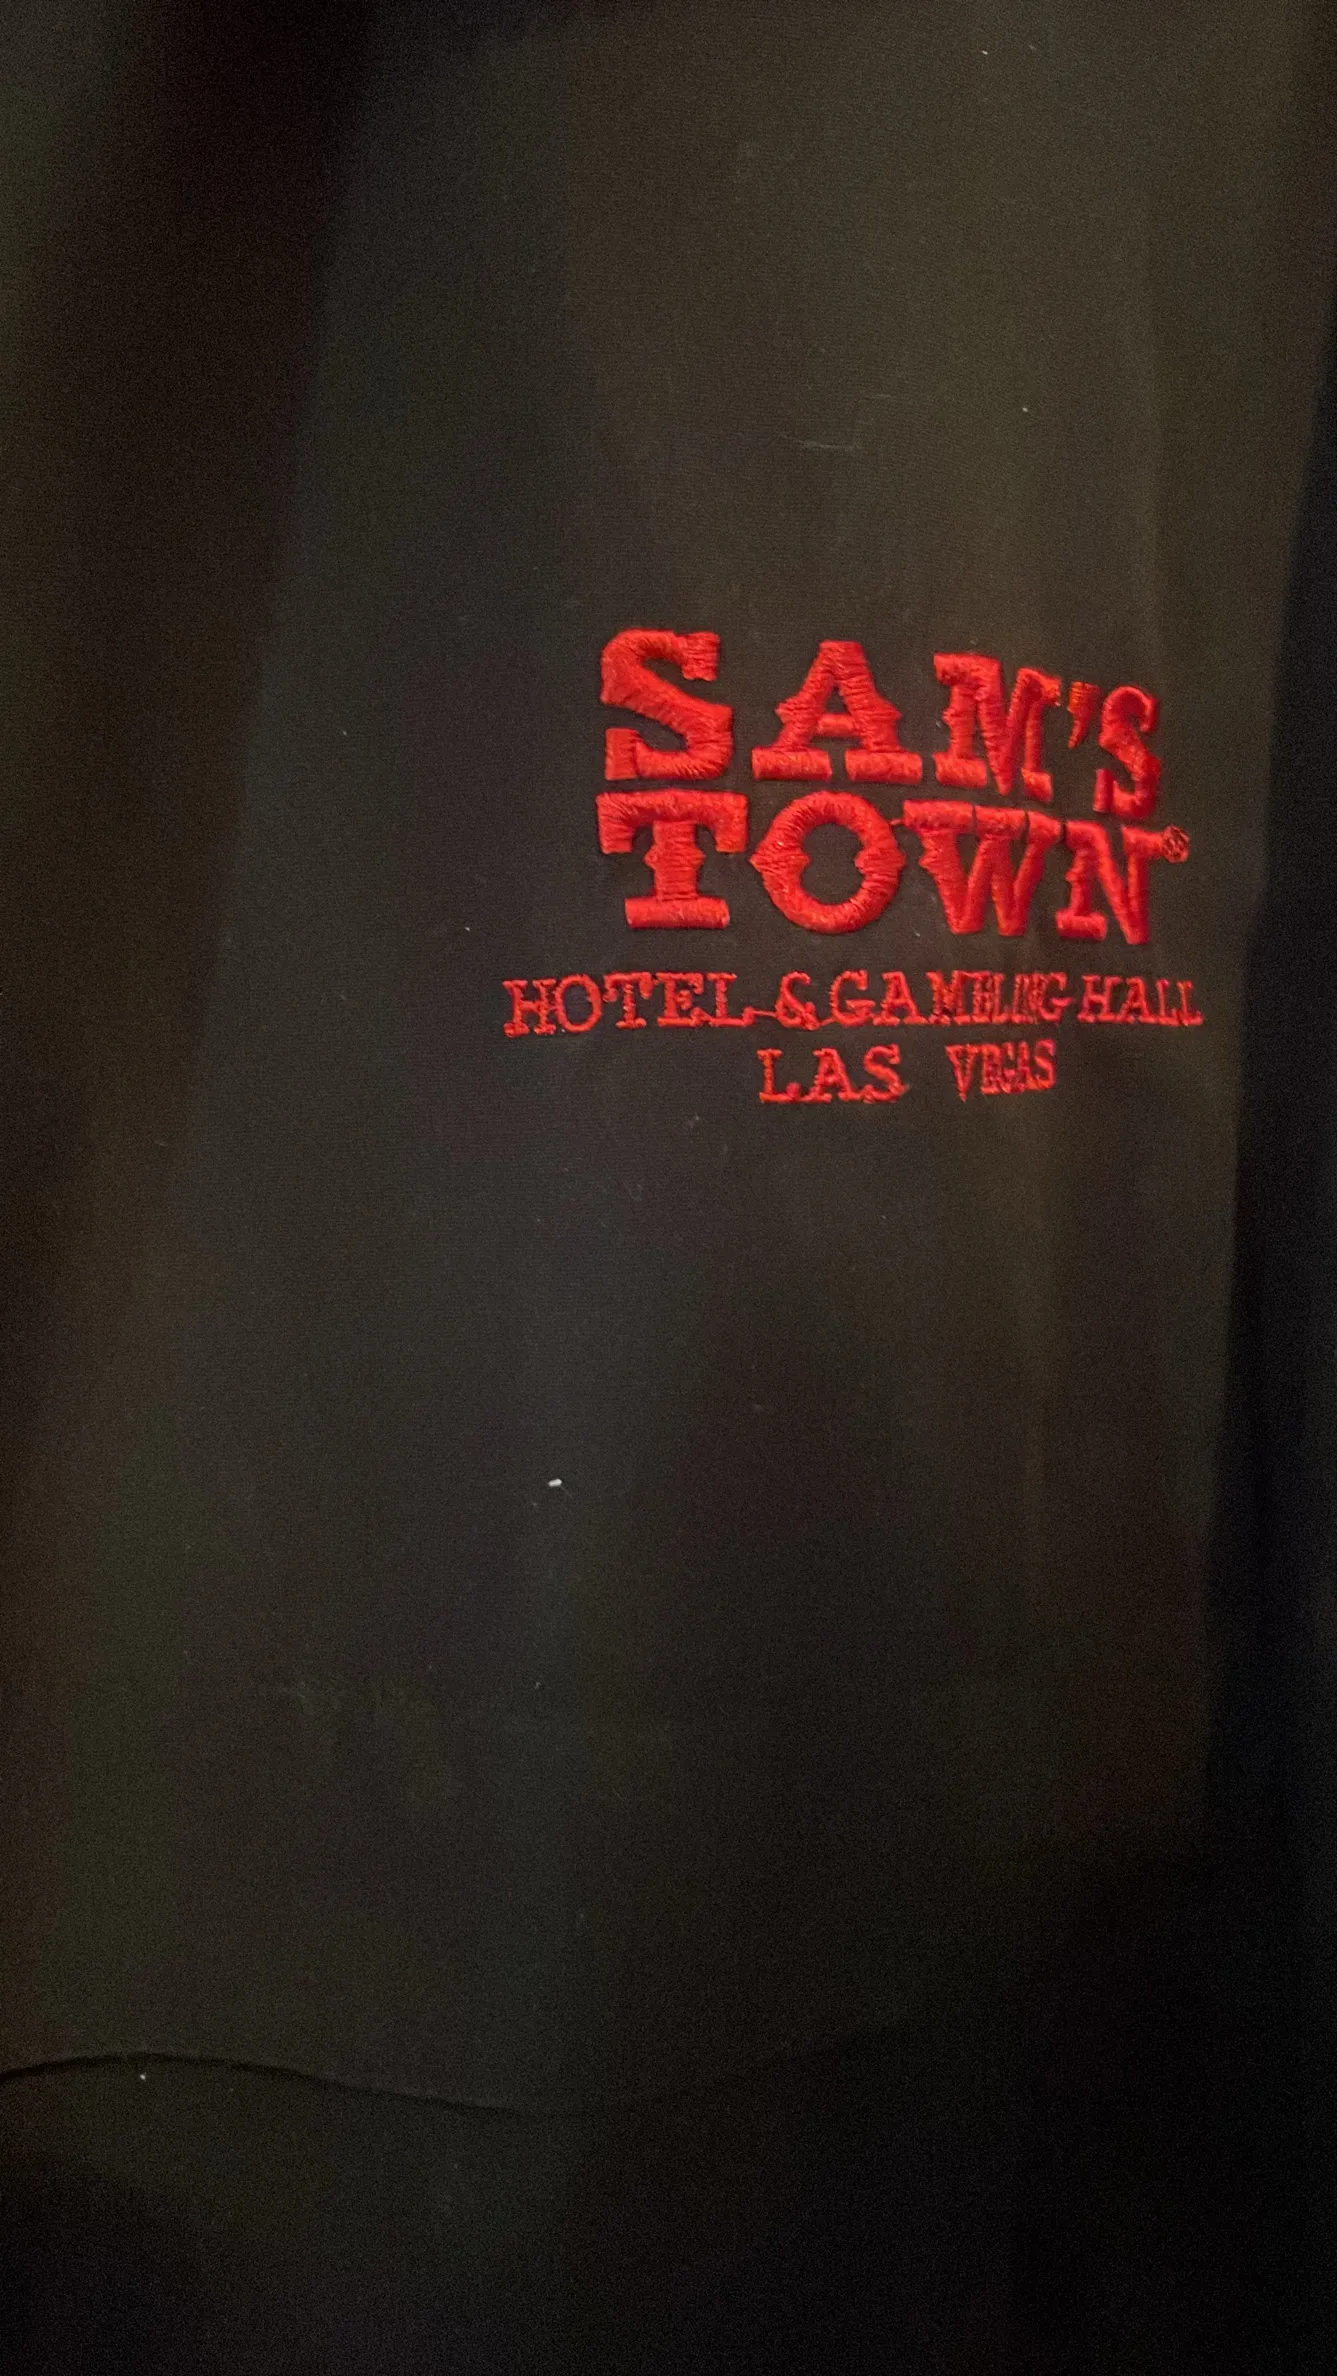 SAM'S
TOWN®
HOTEL & GAMBLING HALL
LAS VEGAS